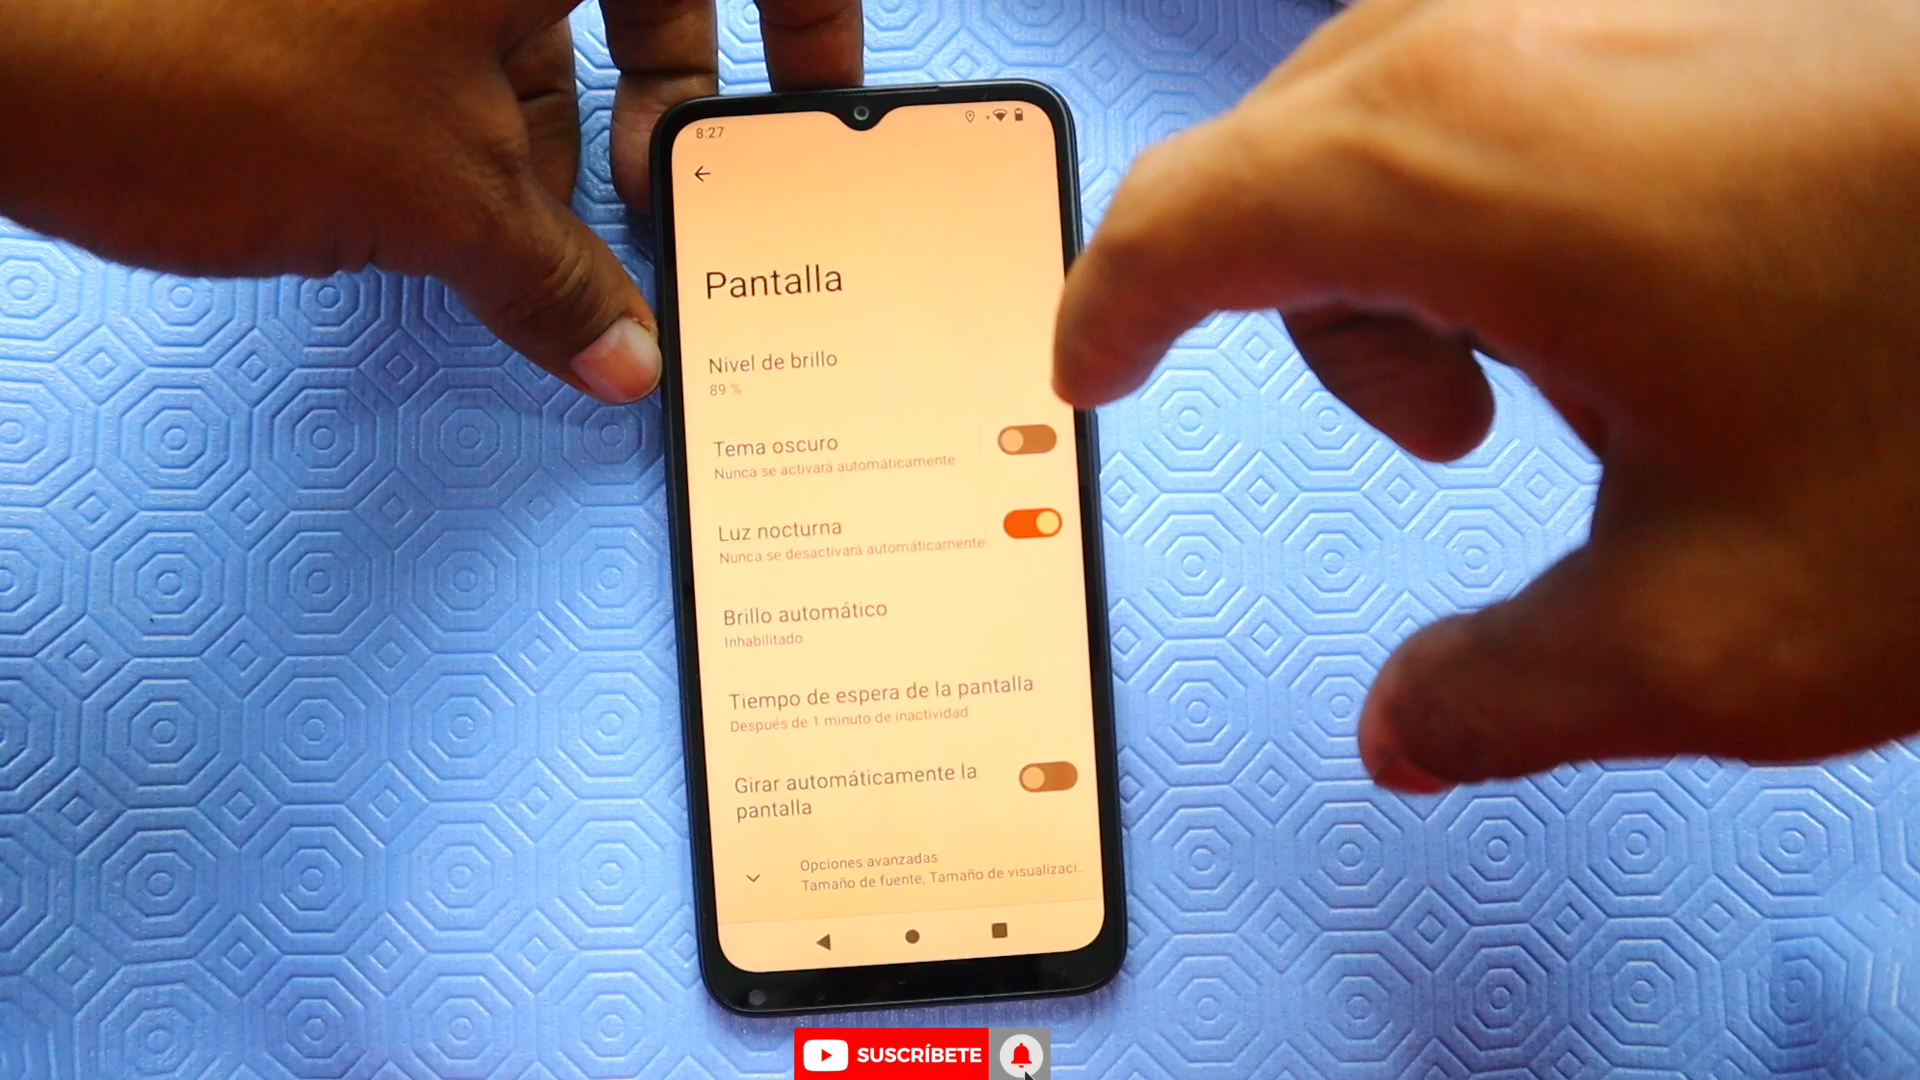 8:27
Pantalla
Nivel de brillo
89 %
Tema oscuro
Nunca se activará automáticamente
Luz nocturna
Nunca se desactivará automáticamente
Brillo automático
Inhabilitado
Tiempo de espera de la pantalla
Después de 1 minuto de inactividad
Girar automáticamente la
pantalla
Opciones avanzadas
Tamaño de fuente, Tamaño de visualizaci…
SUSCRÍBETE